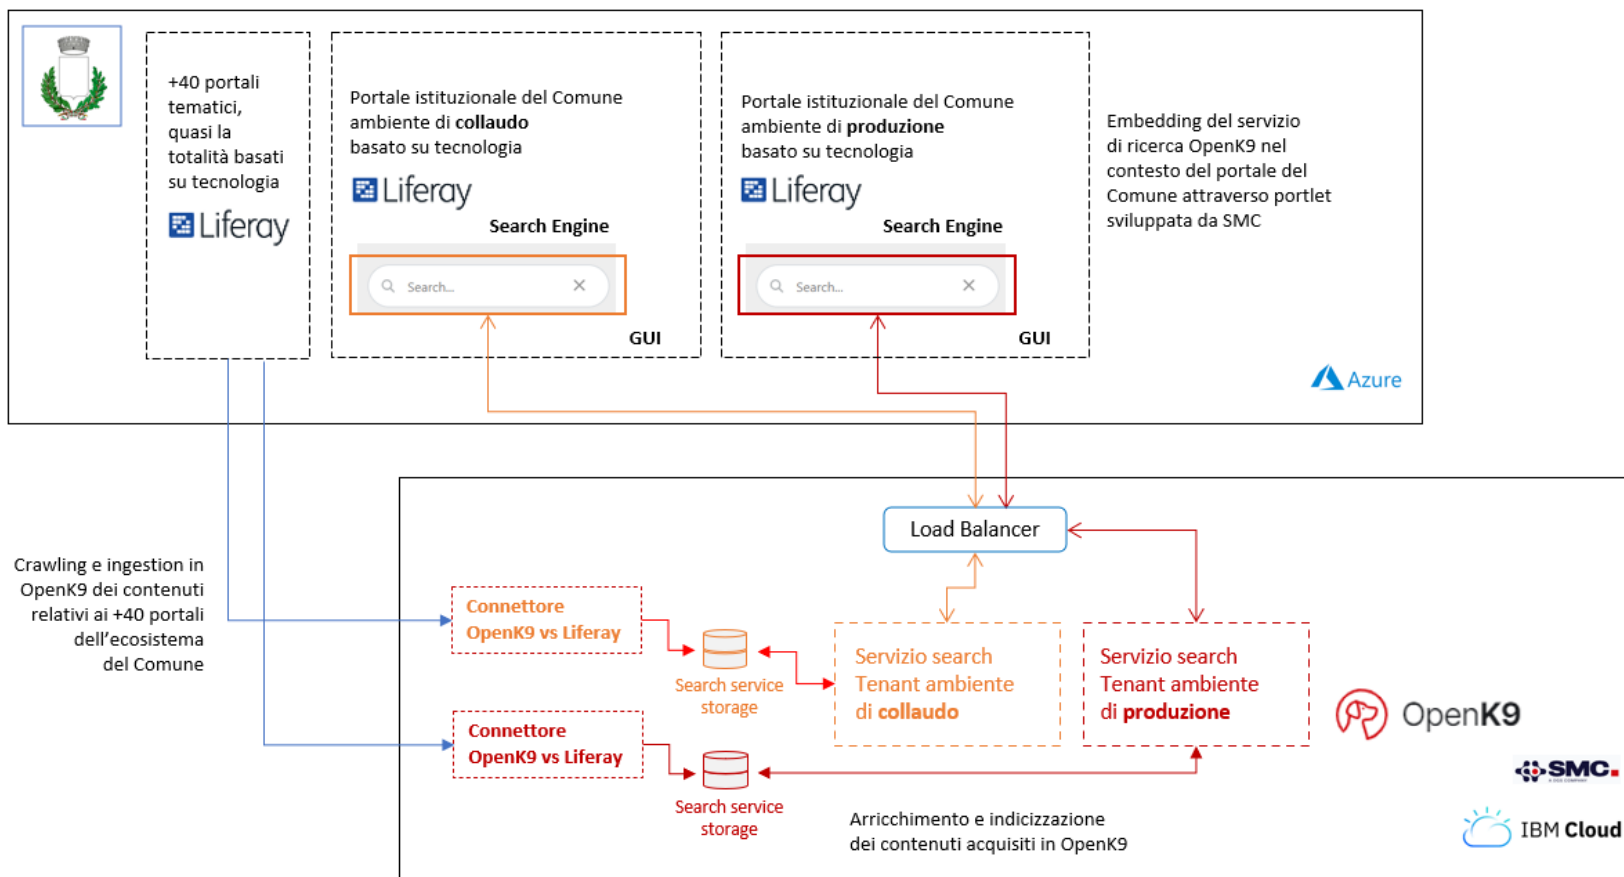 +40 portali
tematici,
quasi la
totalità basati
su tecnologia
Liferay
Portale istituzionale del Comune
ambiente di collaudo
basato su tecnologia
Liferay
Search Engine
Search...
GUI
Portale istituzionale del Comune
ambiente di produzione
basato su tecnologia
Liferay
Search Engine
Search...
GUI
Embedding del servizio
di ricerca OpenK9 nel
contesto del portale del
Comune attraverso portlet
sviluppata da SMC
Azure
Crawling e ingestion in
OpenK9 dei contenuti
relativi ai +40 portali
dell'ecosistema
del Comune
Load Balancer
Connettore
OpenK9 vs Liferay
Search service
storage
Servizio search
Tenant ambiente
di collaudo
Servizio search
Tenant ambiente
di produzione
Connettore
OpenK9 vs Liferay
Search service
storage
Arricchimento e indicizzazione
dei contenuti acquisiti in OpenK9
OpenK9
SMC
IBM Cloud